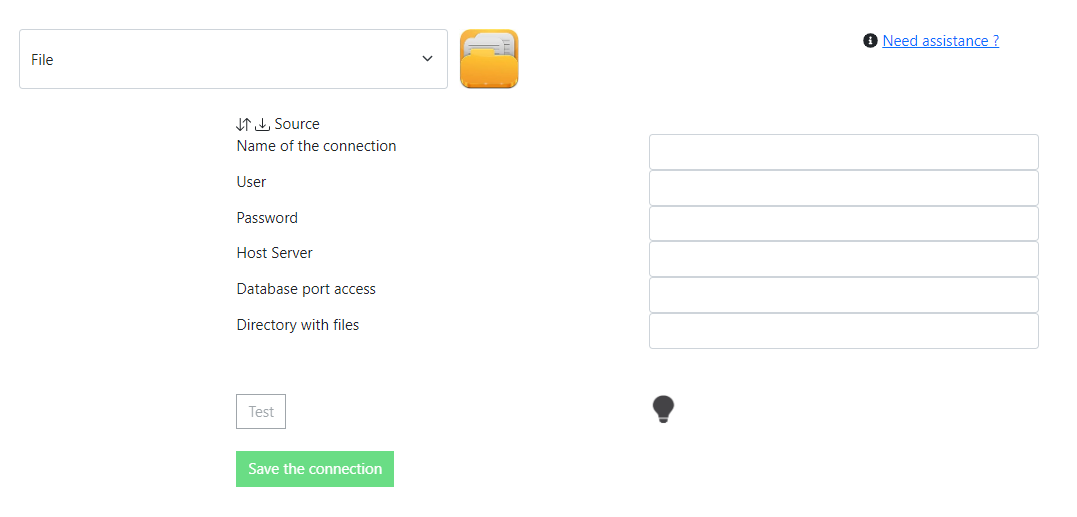 File
Need assistance ?
Source
Name of the connection
User
Password
Host Server
Database port access
Directory with files
Test
Save the connection